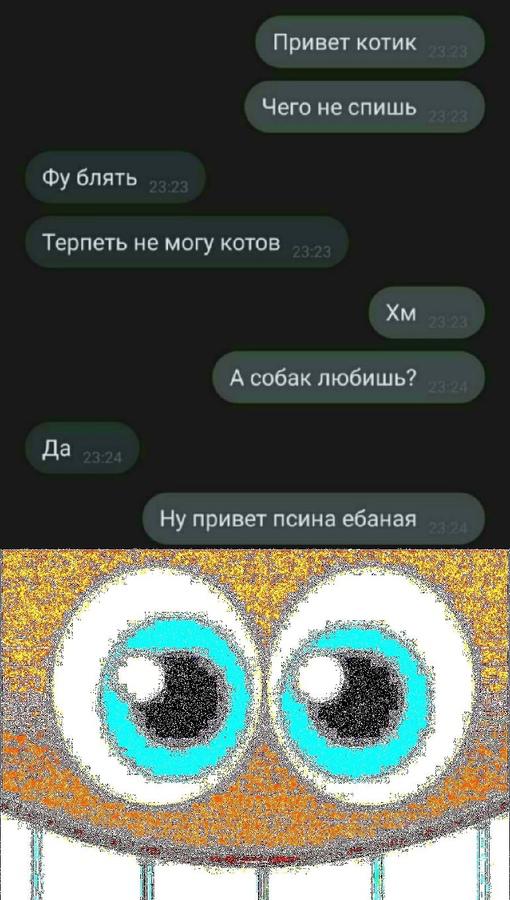 Привет котик 23:23
Чего не спишь 23:23
Фу блять 23:23
Терпеть не могу котов 23:23
Хм 23:23
А собак любишь? 23:24
Да 23:24
Ну привет псина ебаная 23:24